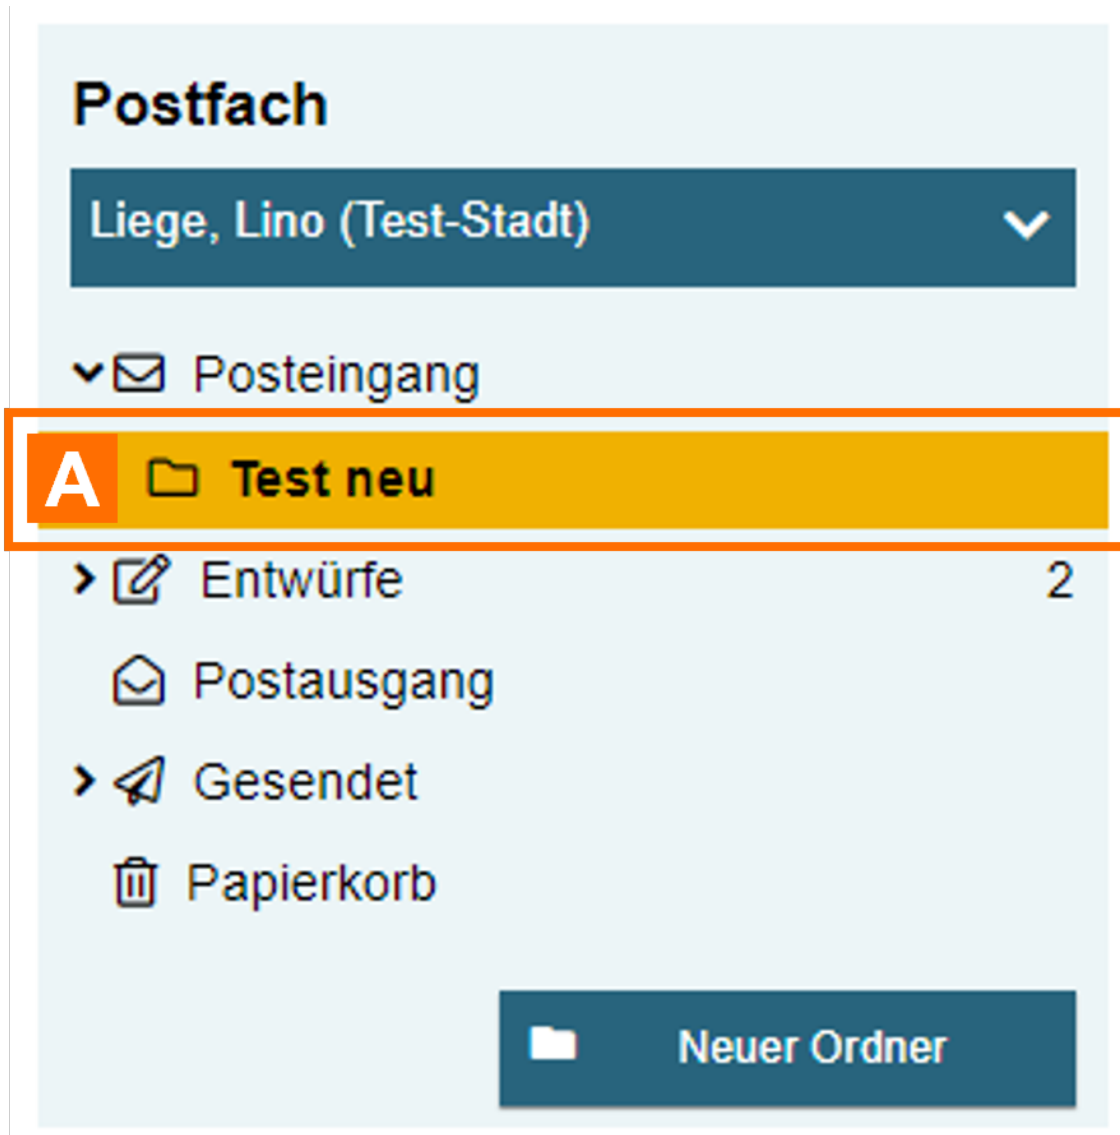 Postfach
Liege, Lino (Test-Stadt)
Posteingang
A Test neu
Entwürfe 2
Postausgang
Gesendet
Papierkorb
Neuer Ordner